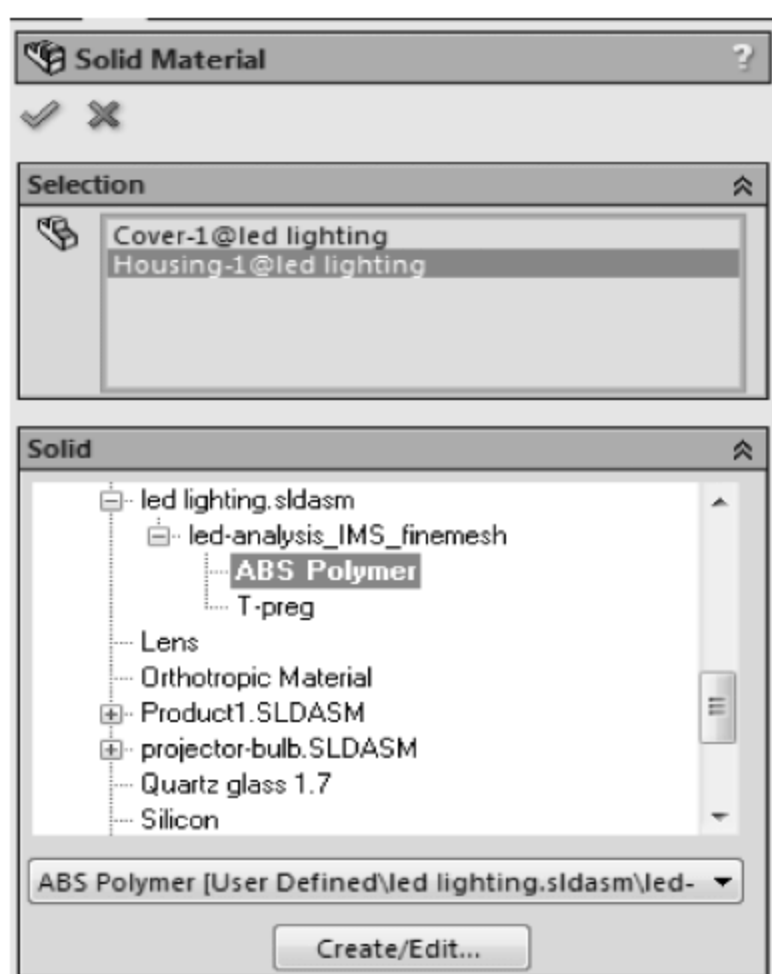 Solid Material ?
Selection
Cover-1@led lighting
Housing-1@led lighting
Solid
led lighting.sldasm
led-analysis_IMS_finemesh
ABS Polymer
T-preg
Lens
Orthotropic Material
Product1.SLDASM
projector-bulb.SLDASM
Quartz glass 1.7
Silicon
ABS Polymer [User Defined\led lighting.sldasm\led-
Create/Edit...